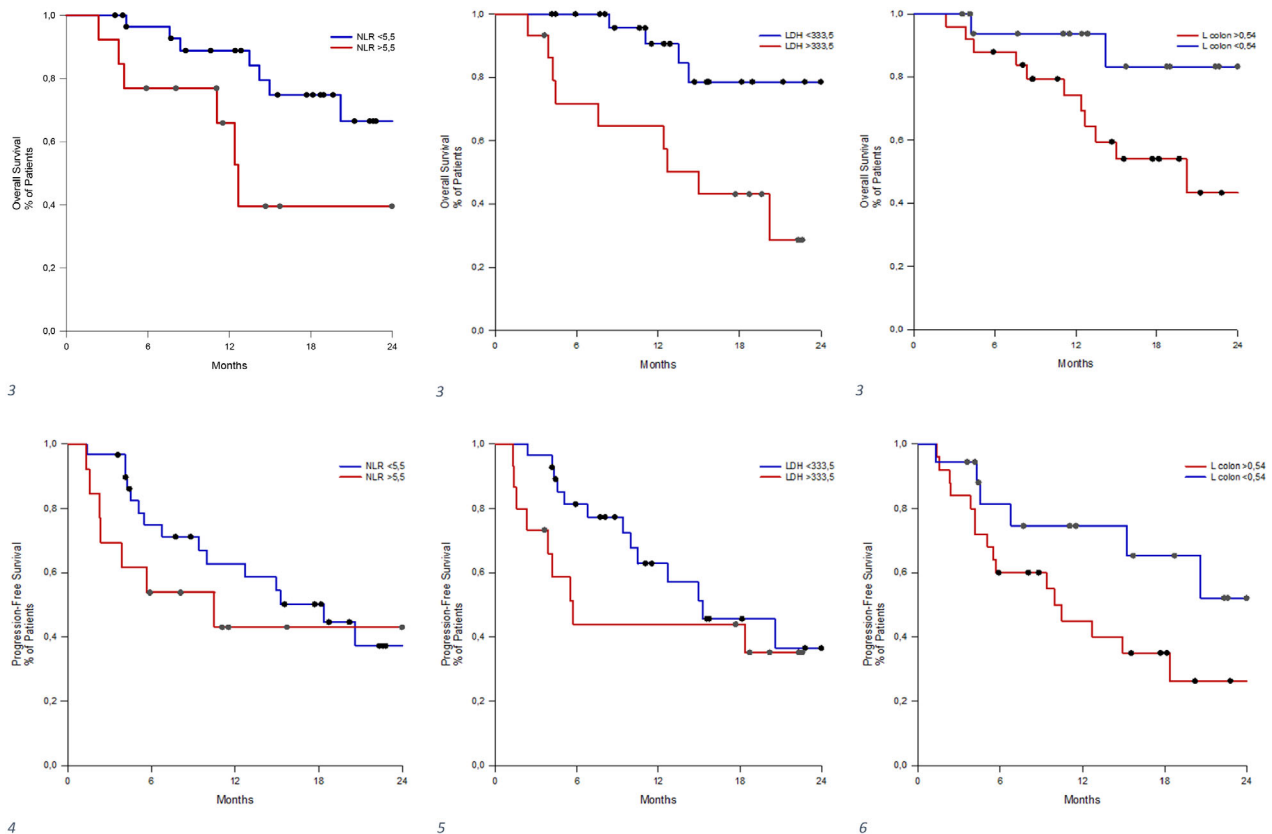 1,0
0,8
0,6
0,4
0,2
0,0
Overall Survival
% of Patients
NLR <5,5
NLR >5,5
0 6 12 18 24
Months
3
1,0
0,8
0,6
0,4
0,2
0,0
Overall Survival
% of Patients
LDH <333,5
LDH >333,5
0 6 12 18 24
Months
3
1,0
0,8
0,6
0,4
0,2
0,0
Overall Survival
% of Patients
L colon >0,54
L colon <0,54
0 6 12 18 24
Months
3
1,0
0,8
0,6
0,4
0,2
0,0
Progression-Free Survival
% of Patients
NLR <5,5
NLR >5,5
0 6 12 18 24
Months
4
1,0
0,8
0,6
0,4
0,2
0,0
Progression-Free Survival
% of Patients
LDH <333,5
LDH >333,5
0 6 12 18 24
Months
5
1,0
0,8
0,6
0,4
0,2
0,0
Progression-Free Survival
% of Patients
L colon >0,54
L colon <0,54
0 6 12 18 24
Months
6